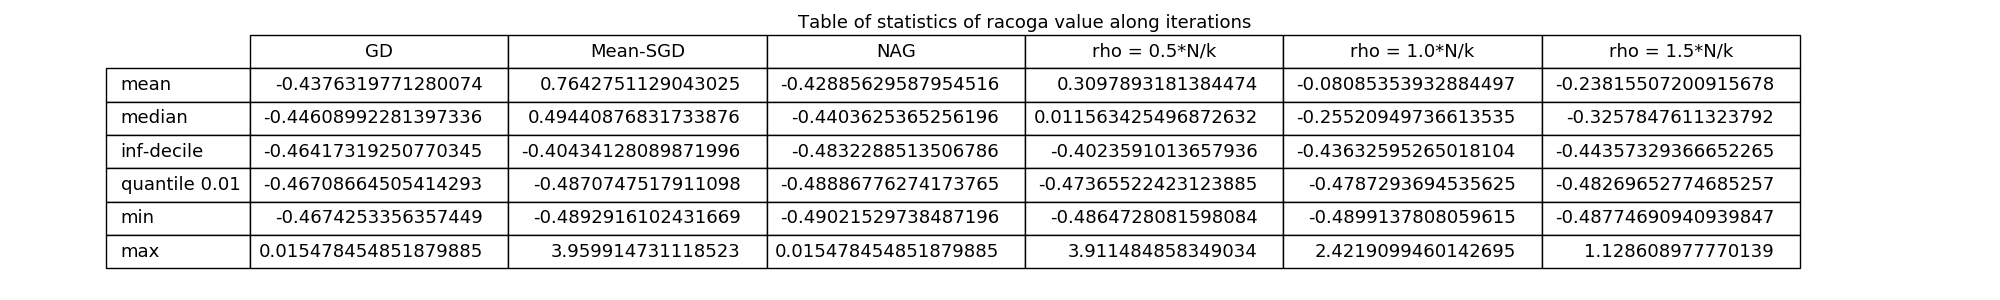 Table of statistics of racoga value along iterations
GD Mean-SGD NAG rho = 0.5*N/k rho = 1.0*N/k rho = 1.5*N/k
mean -0.4376319771280074 0.7642751129043025 -0.42885629587954516 0.3097893181384474 -0.08085353932884497 -0.23815507200915678
median -0.44608992281397336 0.49440876831733876 -0.4403625365256196 0.011563425496872632 -0.25520949736613535 -0.3257847611323792
inf-decile -0.46417319250770345 -0.40434128089871996 -0.4832288513506786 -0.4023591013657936 -0.43632595265018104 -0.44357329366652265
quantile 0.01 -0.46708664505414293 -0.4870747517911098 -0.48886776274173765 -0.47365522423123885 -0.4787293694535625 -0.48269652774685257
min -0.4674253356357449 -0.4892916102431669 -0.49021529738487196 -0.4864728081598084 -0.4899137808059615 -0.48774690940939847
max 0.015478454851879885 3.959914731118523 0.015478454851879885 3.911484858349034 2.4219099460142695 1.128608977770139